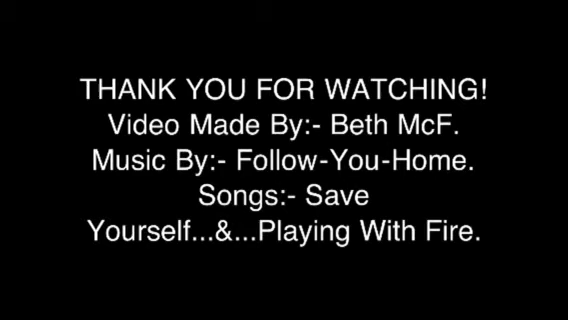 THANK YOU FOR WATCHING!
Video Made By:- Beth McF.
Music By:- Follow-You-Home.
Songs:- Save
Yourself...&...Playing With Fire.